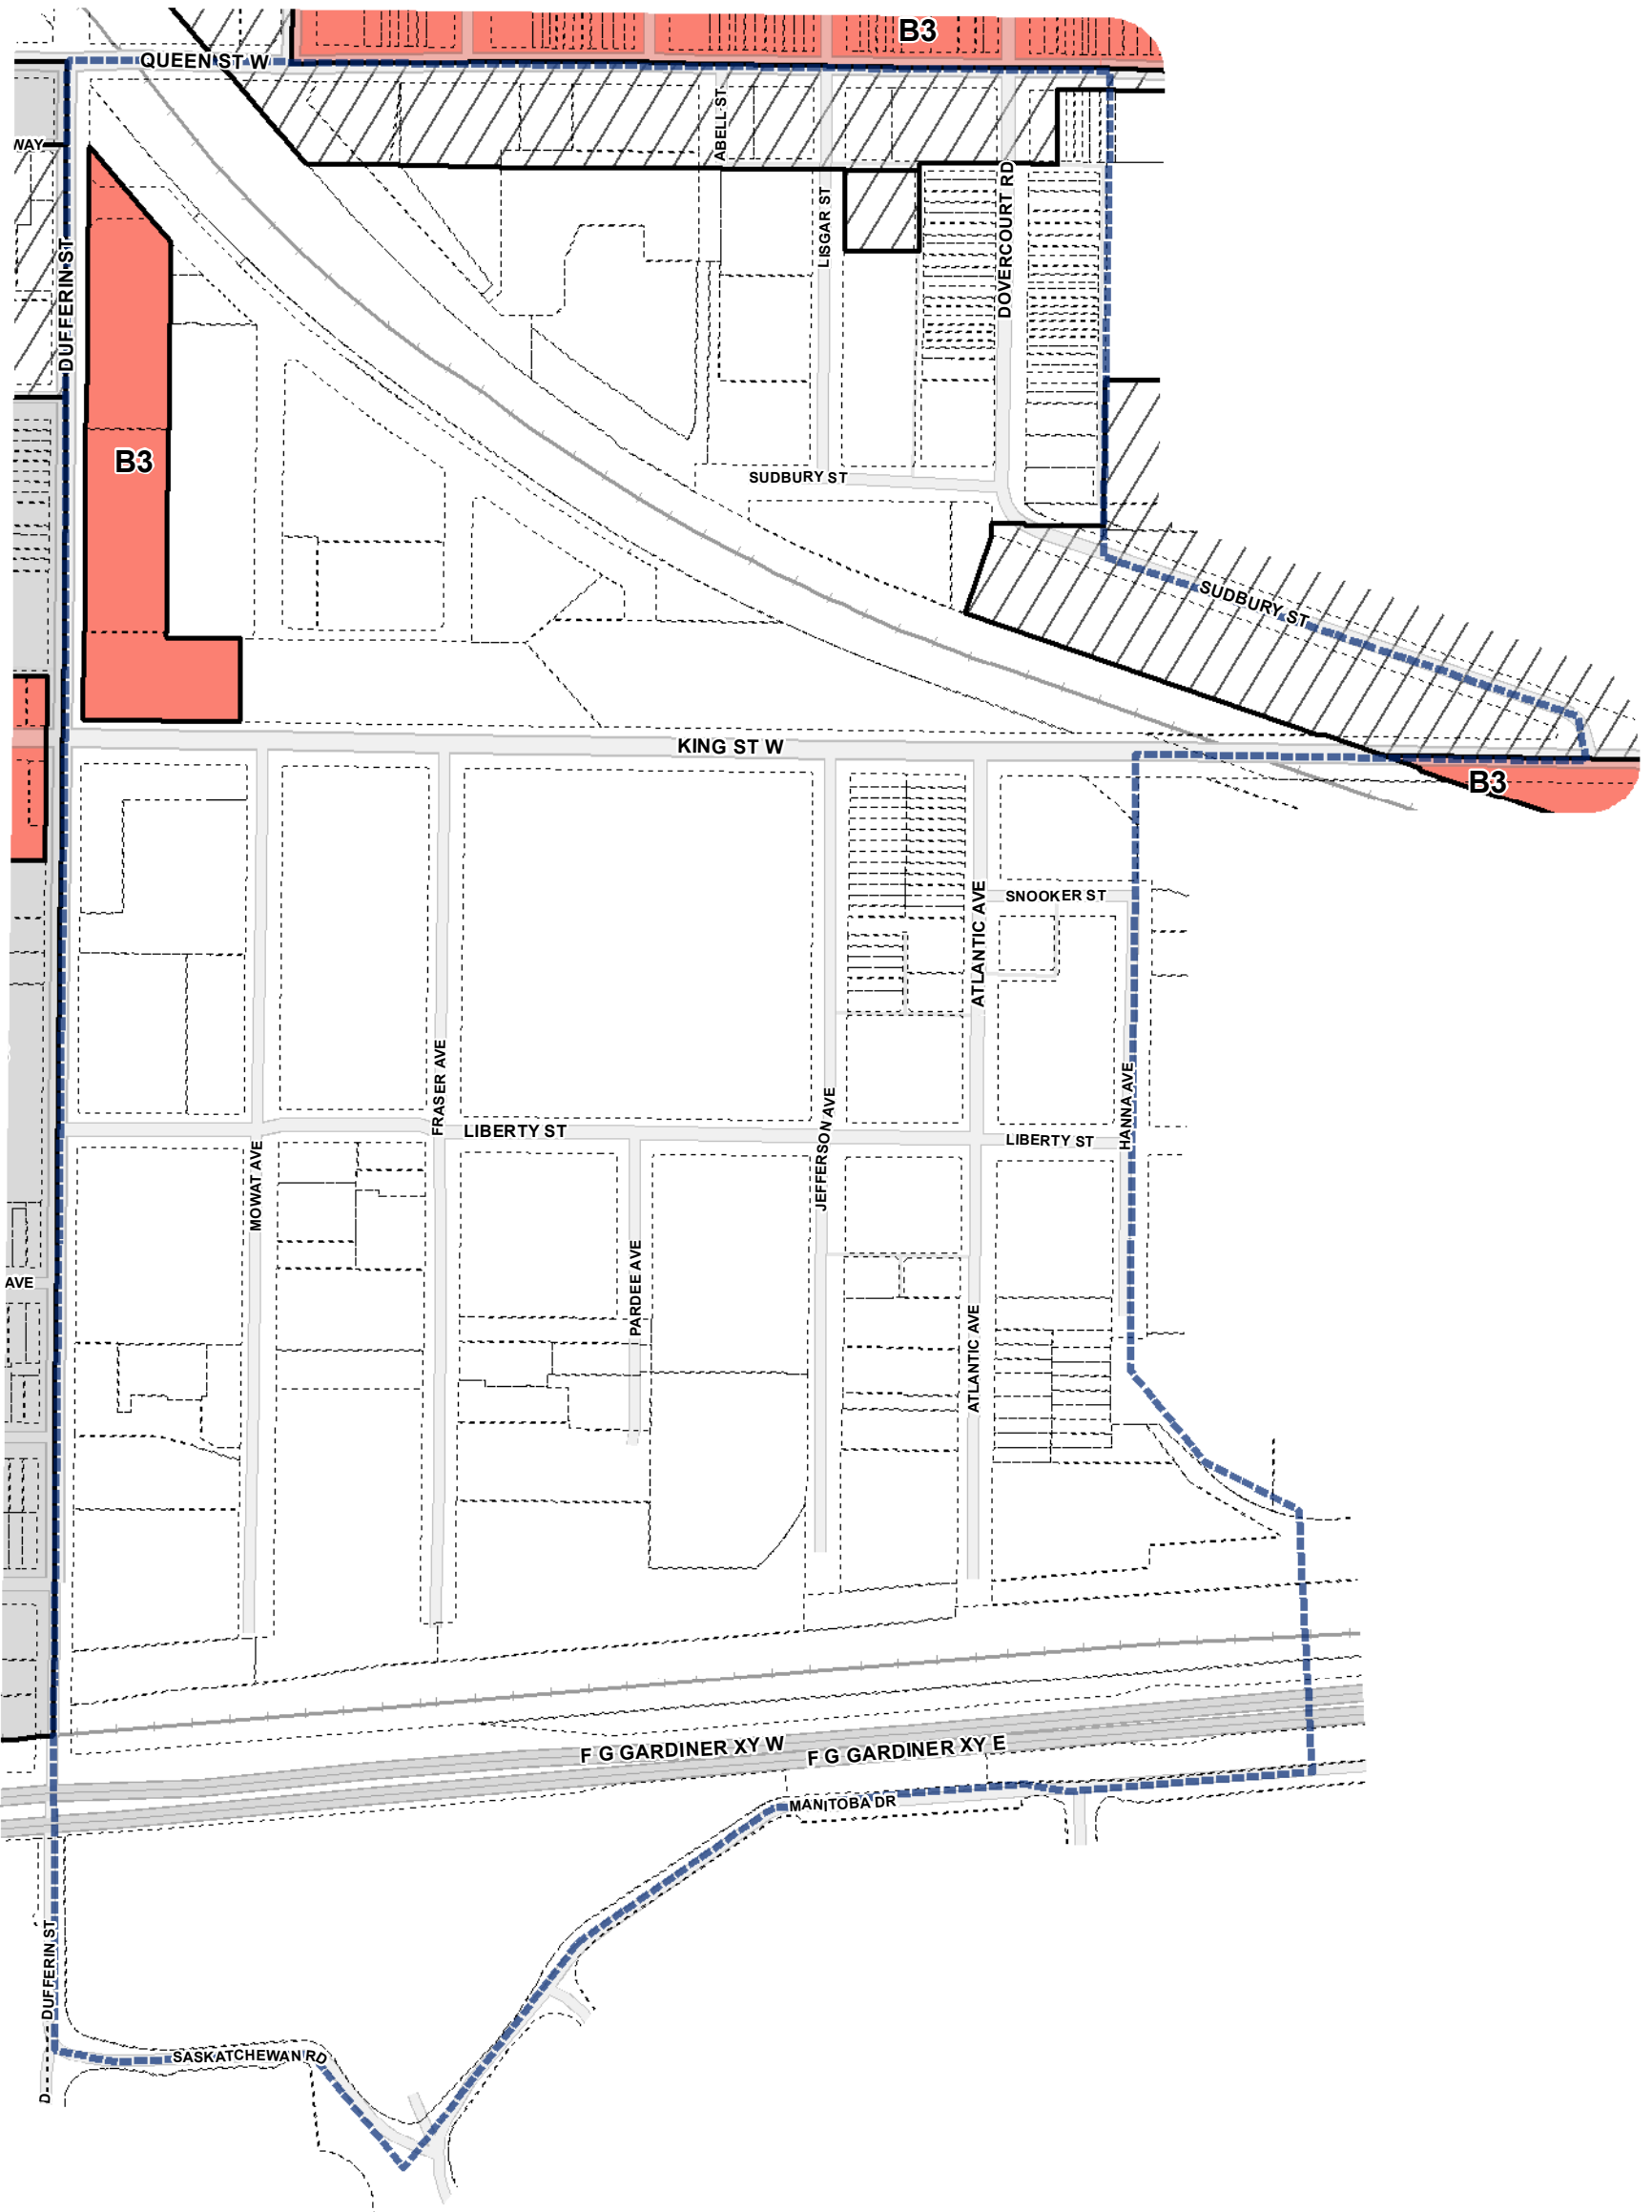 B3
QUEEN ST W
ABELL ST
WAY
LISGAR ST
DOVERCOURT RD
DUFFERIN ST
B3
SUDBURY ST
SUDBURY ST
KING ST W
B3
SNOOKER ST
ATLANTIC AVE
FRASER AVE
HANNA AVE
LIBERTY ST
LIBERTY ST
JEFFERSON AVE
MOWAT AVE
PARDEE AVE
AVE
ATLANTIC AVE
F G GARDINER XY W
F G GARDINER XY E
MANITOBA DR
DUFFERIN ST
SASKATCHEWAN RD
D